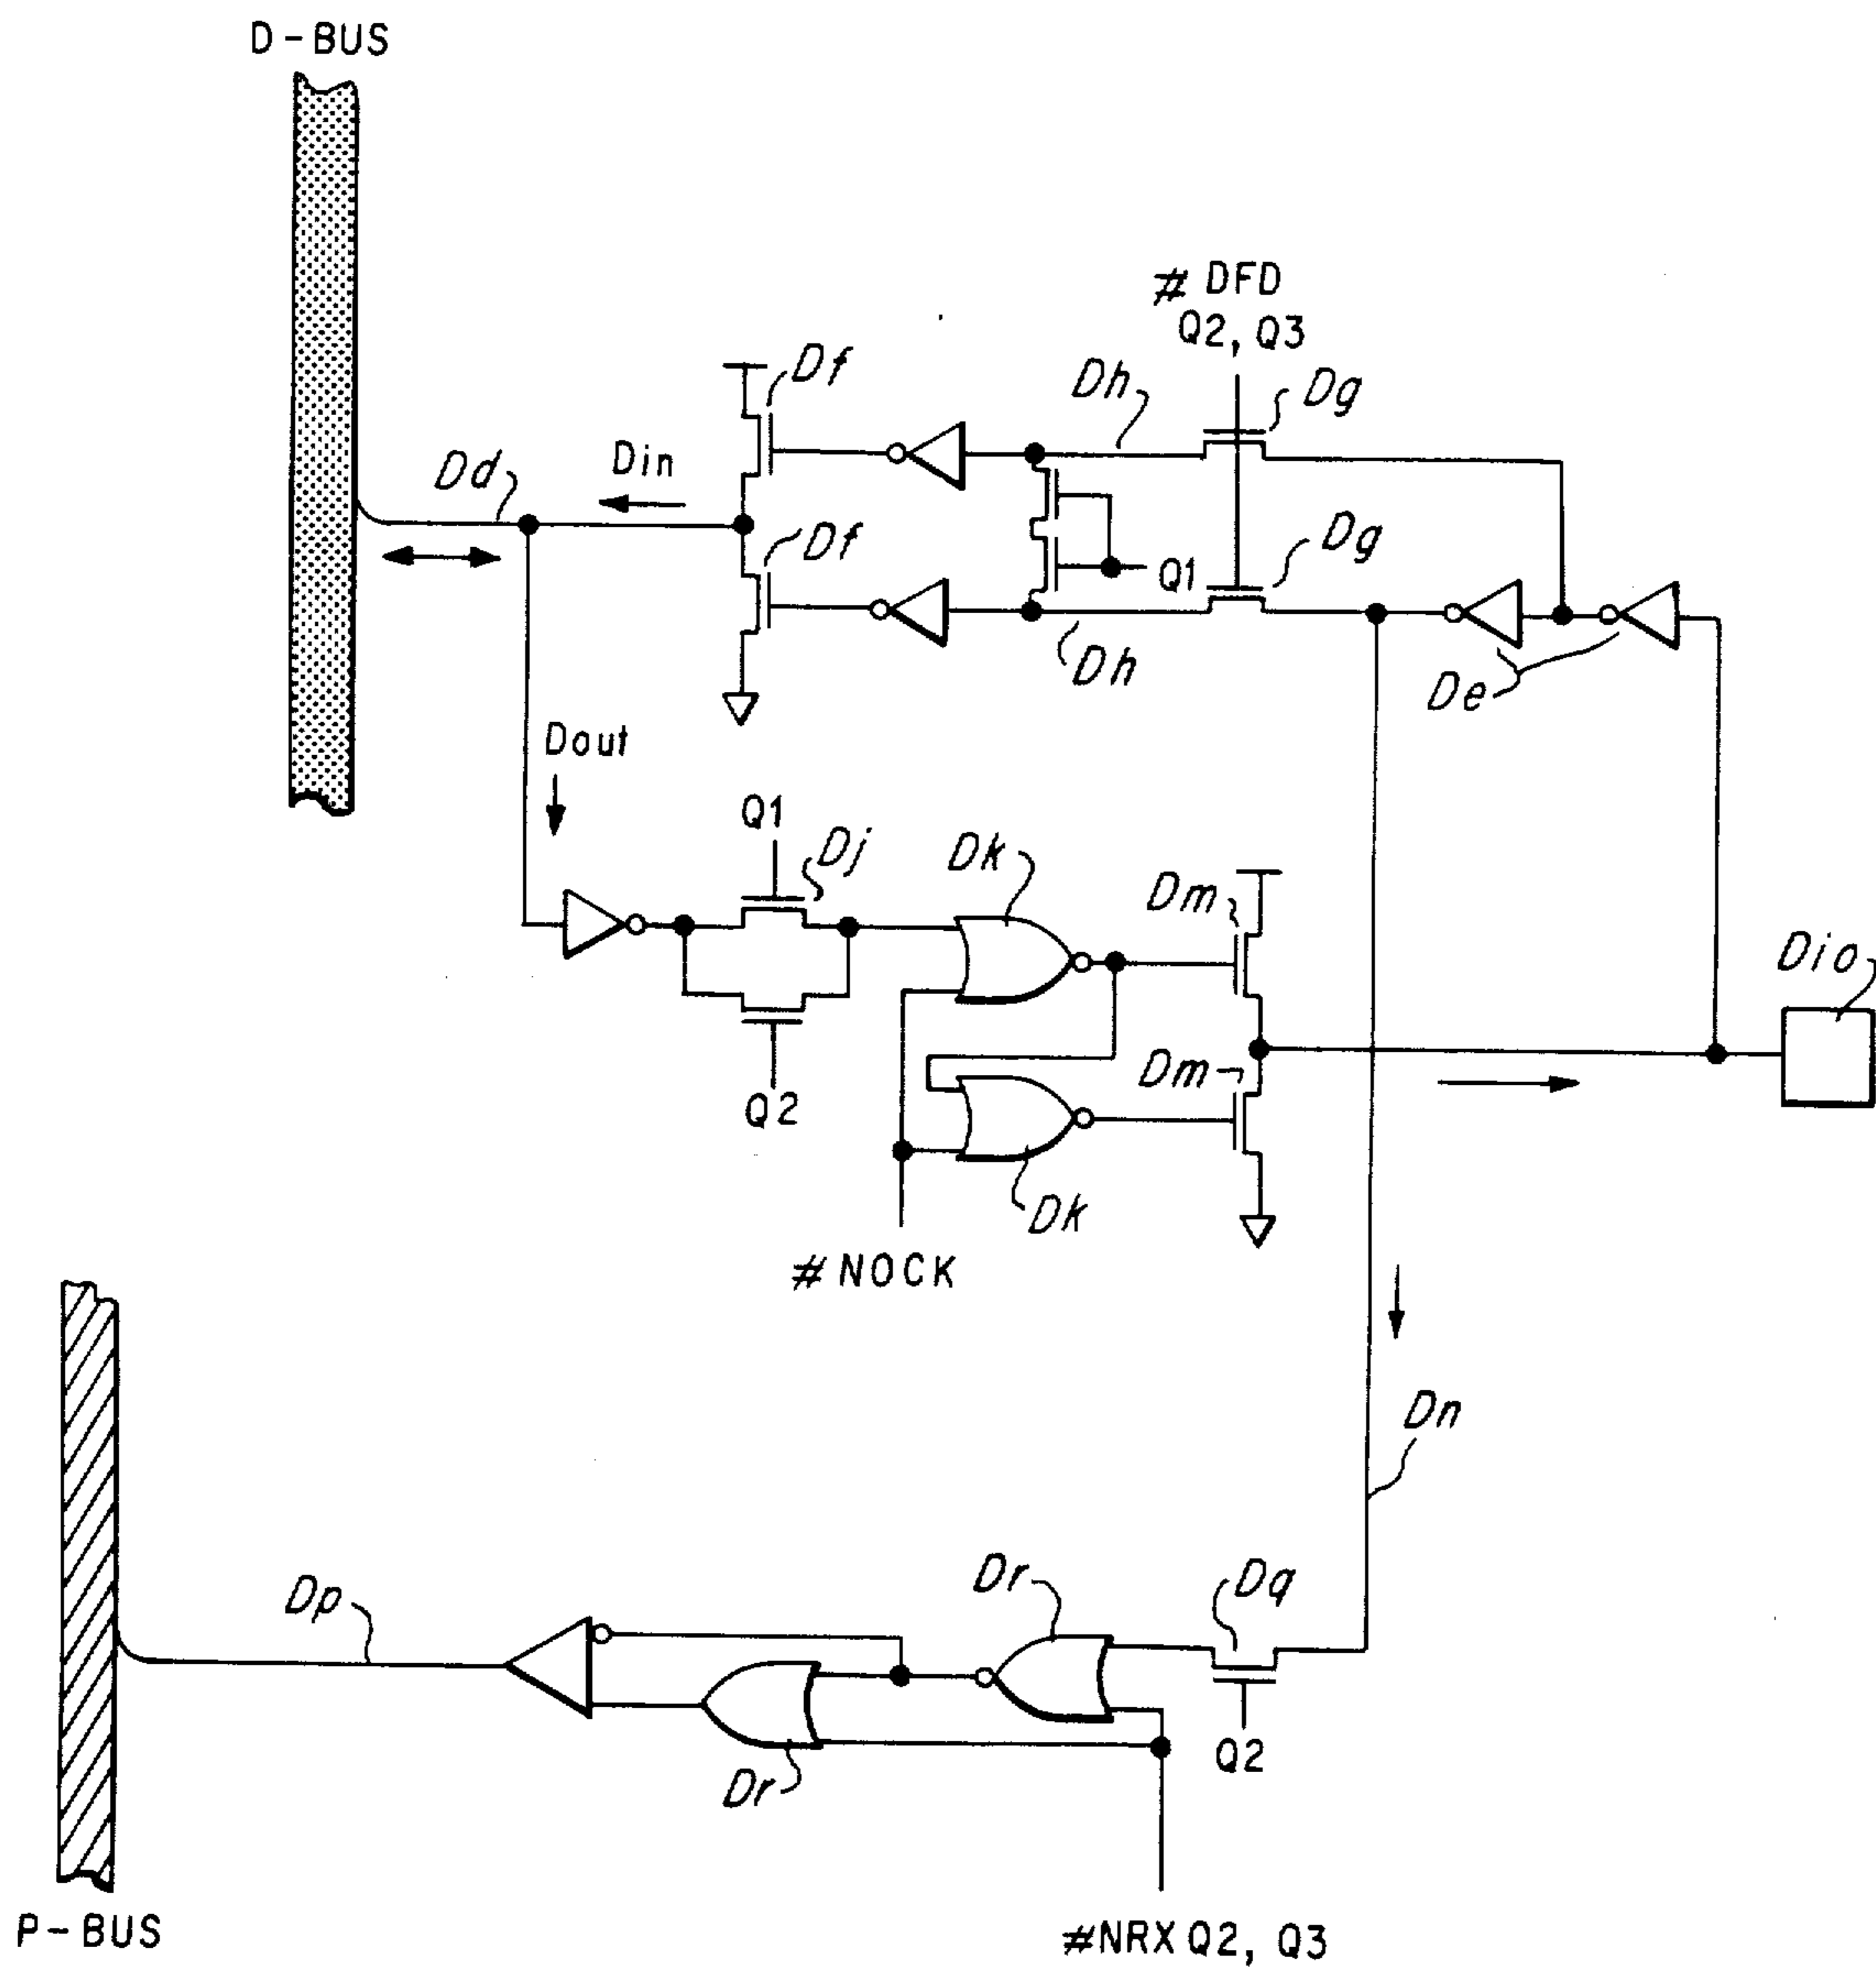 D-BUS
# DFD
Q2, Q3
Df
Dh
Dg
Dd
Din
Df
Dg
Q1
Dh
De
Dout
Q1
Dj
Dk
Dm
Dio
Dm
Q2
Dk
#NOCK
Dn
Dp
Dr
Dq
Q2
Dr
P-BUS
#NRX Q2, Q3